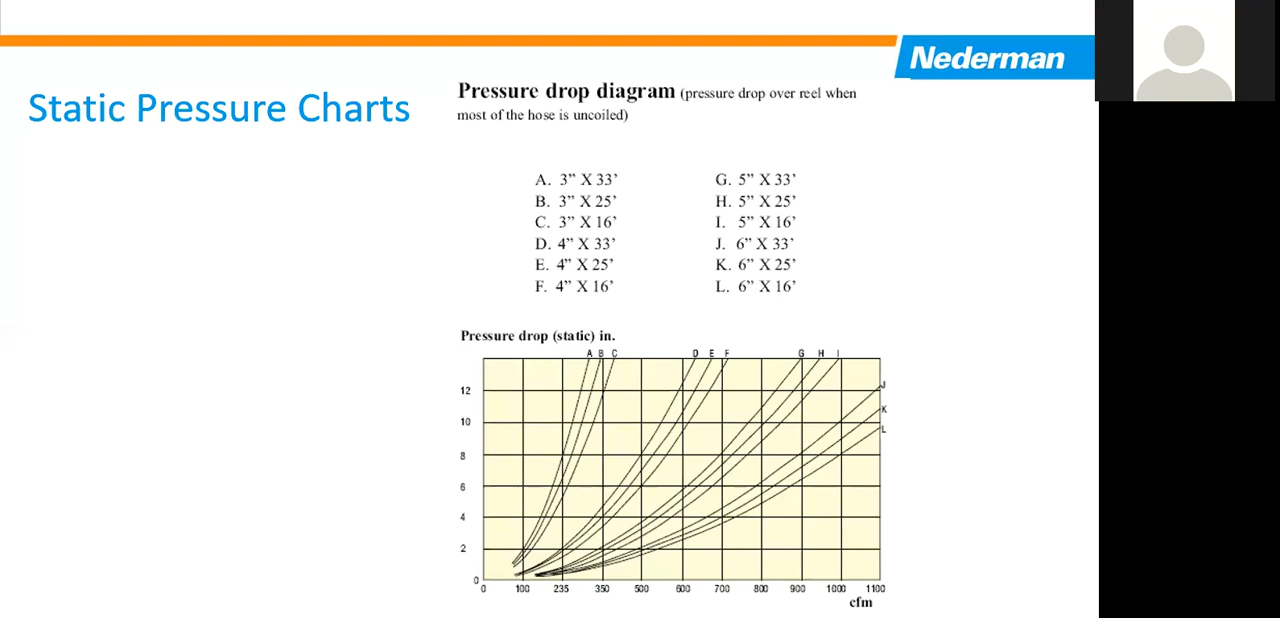 Nederman
Static Pressure Charts
Pressure drop diagram (pressure drop over reel when
most of the hose is uncoiled)
A. 3” X 33’
B. 3” X 25’
C. 3” X 16’
D. 4” X 33’
E. 4” X 25’
F. 4” X 16’
G. 5” X 33’
H. 5” X 25’
I. 5” X 16’
J. 6” X 33’
K. 6” X 25’
L. 6” X 16’
Pressure drop (static) in.
A B C D E F G H I
J
K
L
12
10
8
6
4
2
0
0 100 235 350 500 600 700 800 900 1000 1100
cfm